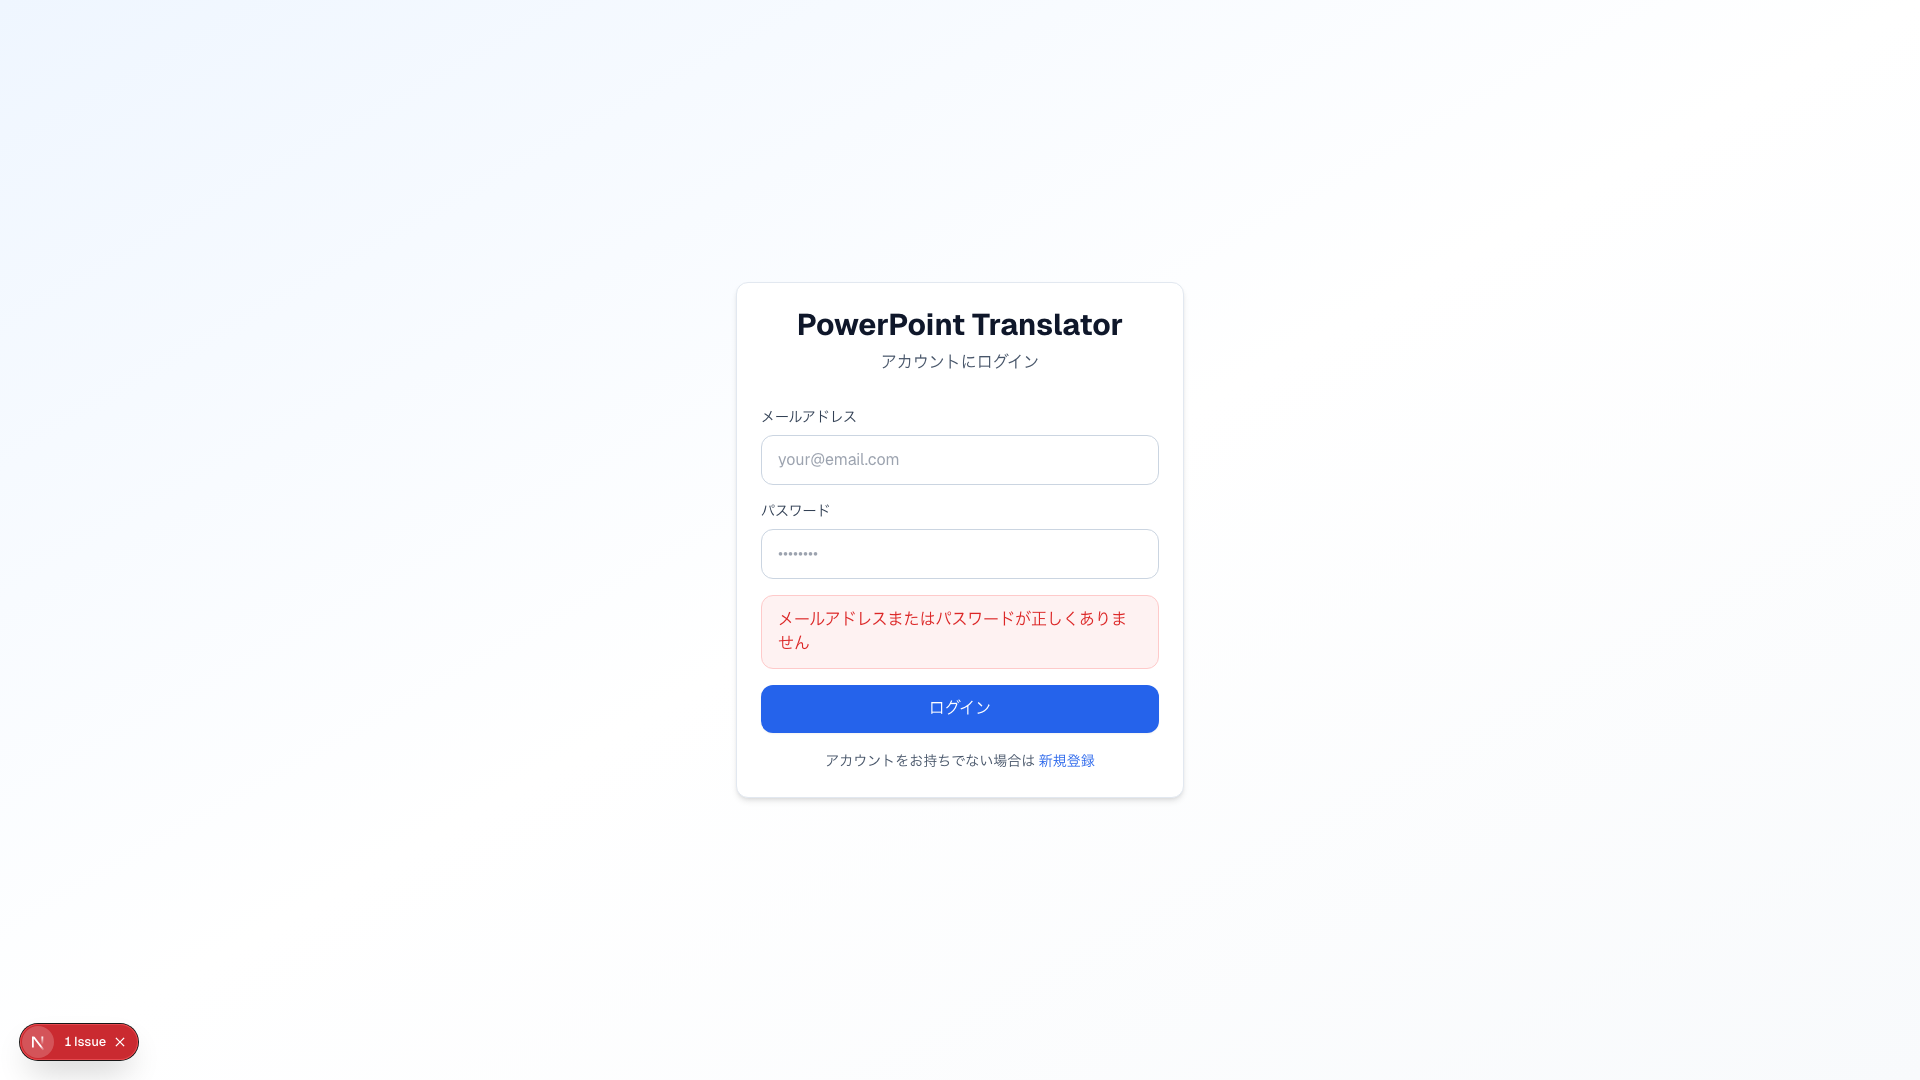 PowerPoint Translator
アカウントにログイン
メールアドレス
your@email.com
パスワード
••••••••
メールアドレスまたはパスワードが正しくありま
せん
ログイン
アカウントをお持ちでない場合は 新規登録
N 1 Issue